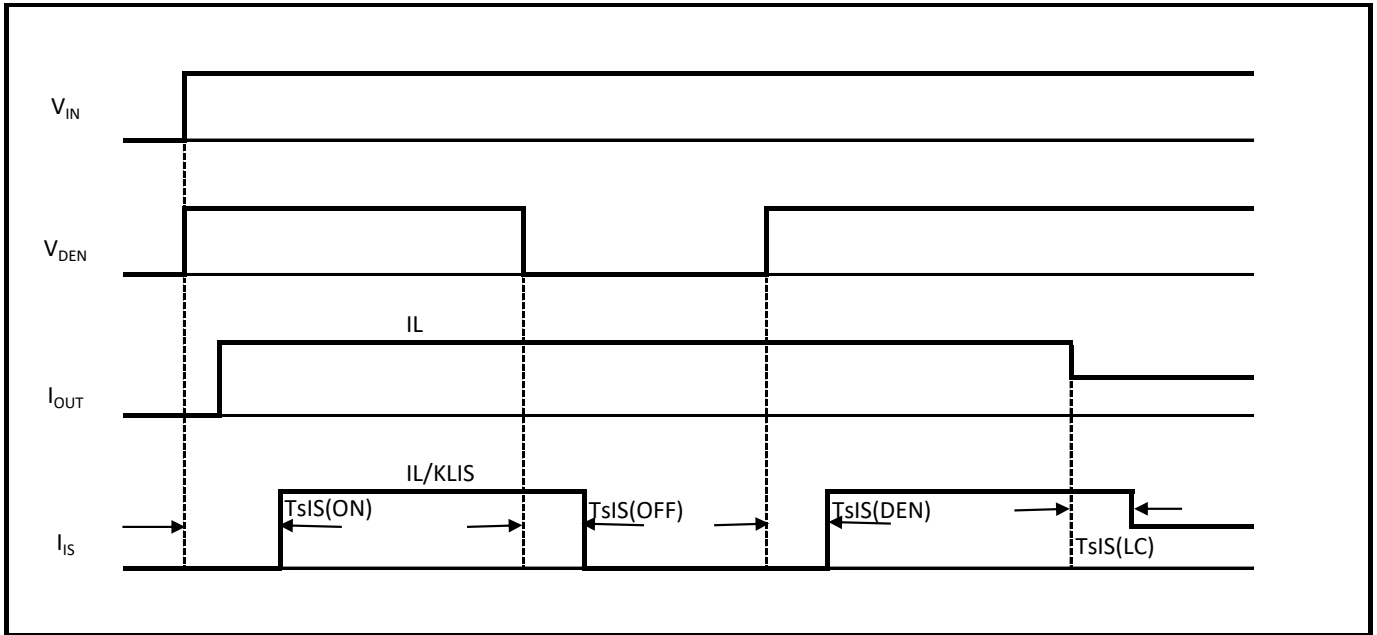 V_IN
V_DEN
IL
I_OUT
IL/KLIS
TsIS(ON)
TsIS(OFF)
TsIS(DEN)
I_IS
TsIS(LC)